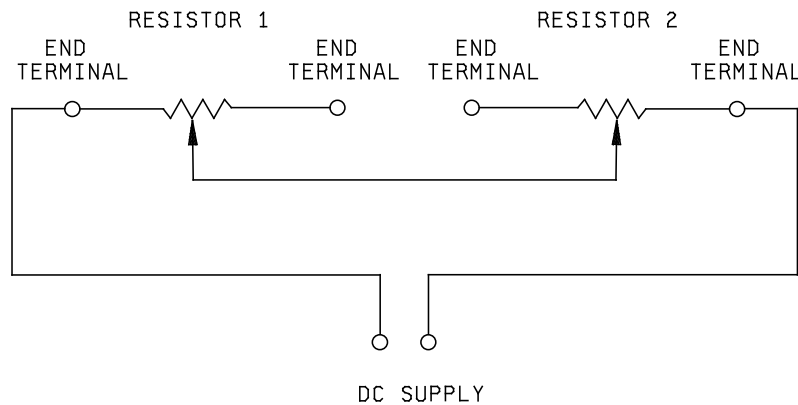 RESISTOR 1
RESISTOR 2
END
TERMINAL
END
TERMINAL
END
TERMINAL
END
TERMINAL
DC SUPPLY